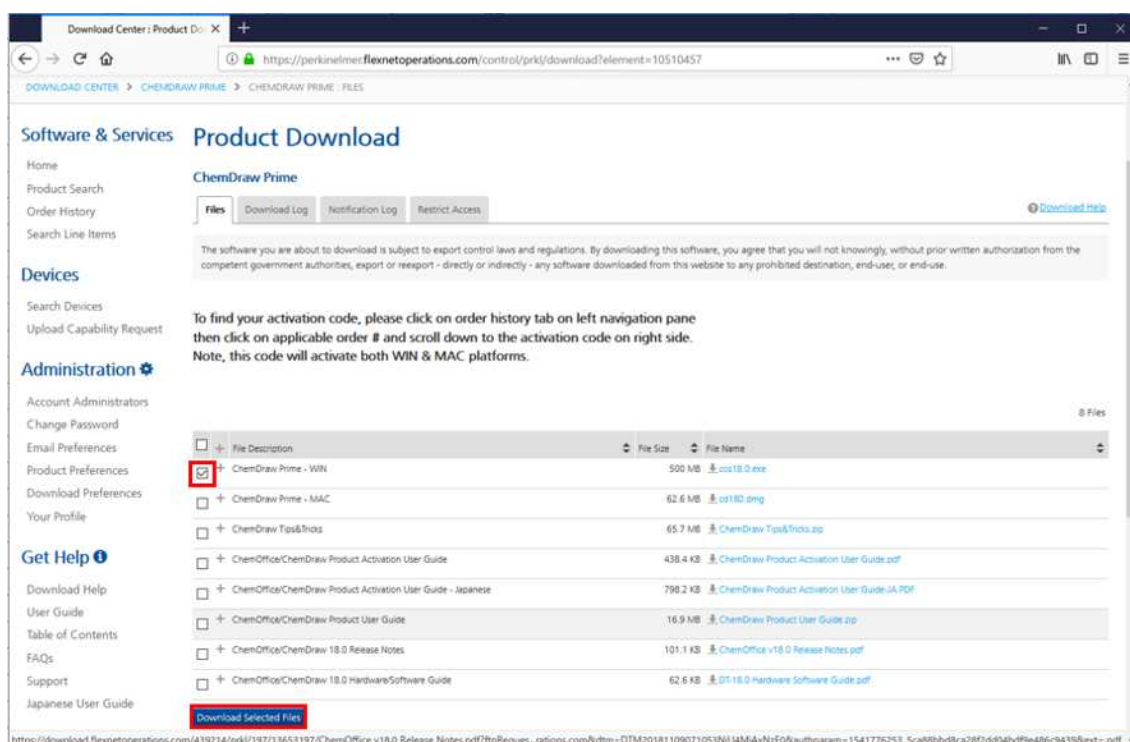 Download Center : Product Do
https://perkinelmer.flexnetoperations.com/control/prkl/download?element=10510457
DOWNLOAD CENTER > CHEMDRAW PRIME > CHEMDRAW PRIME : FILES
Software & Services
Home
Product Search
Order History
Search Line Items
Devices
Search Devices
Upload Capability Request
Administration
Account Administrators
Change Password
Email Preferences
Product Preferences
Download Preferences
Your Profile
Get Help
Download Help
User Guide
Table of Contents
FAQs
Support
Japanese User Guide
Product Download
ChemDraw Prime
Files Download Log Notification Log Restrict Access Download Help
The software you are about to download is subject to export control laws and regulations. By downloading this software, you agree that you will not knowingly, without prior written authorization from the
competent government authorities, export or reexport - directly or indirectly - any software downloaded from this website to any prohibited destination, end-user, or end-use.
To find your activation code, please click on order history tab on left navigation pane
then click on applicable order # and scroll down to the activation code on right side.
Note, this code will activate both WIN & MAC platforms.
8 Files
File Description File Size File Name
ChemDraw Prime - WIN 500 MB cos18.0.exe
ChemDraw Prime - MAC 62.6 MB cd180.dmg
ChemDraw Tips&Tricks 65.7 MB ChemDraw Tips&Tricks.zip
ChemOffice/ChemDraw Product Activation User Guide 438.4 KB ChemDraw Product Activation User Guide.pdf
ChemOffice/ChemDraw Product Activation User Guide - Japanese 798.2 KB ChemDraw Product Activation User Guide-JA.PDF
ChemOffice/ChemDraw Product User Guide 16.9 MB ChemDraw Product User Guide.zip
ChemOffice/ChemDraw 18.0 Release Notes 101.1 KB ChemOffice v18.0 Release Notes.pdf
ChemOffice/ChemDraw 18.0 Hardware/Software Guide 62.6 KB DT-18.0 Hardware Software Guide.pdf
Download Selected Files